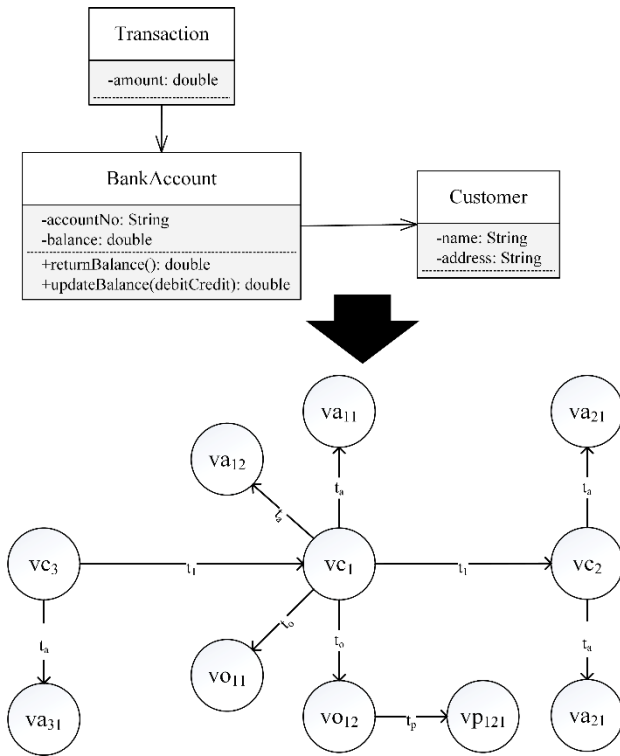 Transaction
-amount: double
BankAccount
-accountNo: String
-balance: double
+returnBalance(): double
+updateBalance(debitCredit): double
Customer
-name: String
-address: String
va₁₁
va₂₁
va₁₂
tₐ
tₐ
tₐ
vc₃
t₁
vc₁
t₁
vc₂
tₐ
tₒ
tₒ
tₐ
vo₁₁
va₃₁
vo₁₂
tₚ
vp₁₂₁
va₂₁